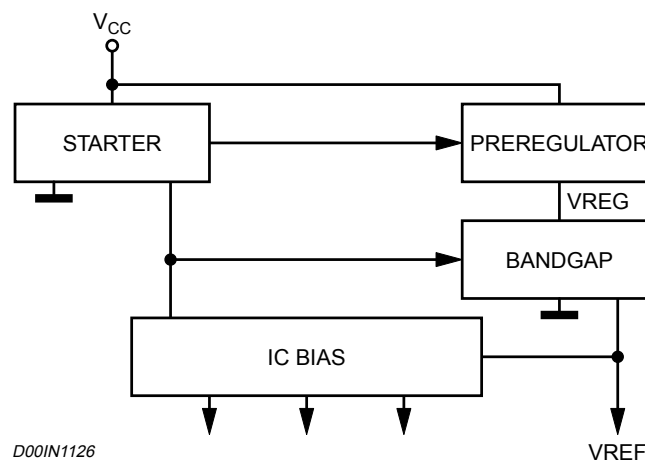 VCC
STARTER
PREREGULATOR
VREG
BANDGAP
IC BIAS
D00IN1126
VREF